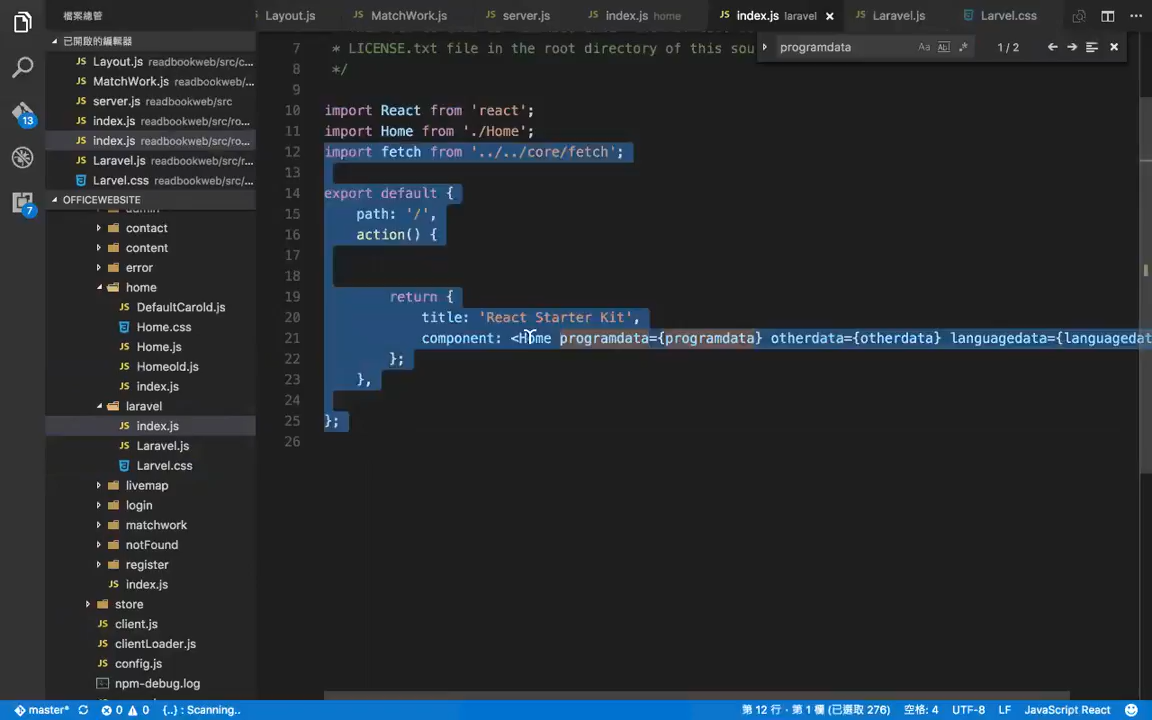 檔案總管
Layout.js
MatchWork.js
server.js
index.js home
index.js laravel
Laravel.js
Larvel.css
已開啟的編輯器
Layout.js readbookweb/src/c...
MatchWork.js readbookweb/...
server.js readbookweb/src
index.js readbookweb/src/ro...
index.js readbookweb/src/ro...
Laravel.js readbookweb/src/r...
Larvel.css readbookweb/src/...
OFFICEWEBSITE
contact
content
error
home
DefaultCarold.js
Home.css
Home.js
Homeold.js
index.js
laravel
index.js
Laravel.js
Larvel.css
livemap
login
matchwork
notFound
register
index.js
store
client.js
clientLoader.js
config.js
npm-debug.log
13
7
programdata
Aa Abl .*
1 / 2
7 * LICENSE.txt file in the root directory of this sou
8 */
9
10 import React from 'react';
11 import Home from './Home';
12 import fetch from '../../core/fetch';
13
14 export default {
15 path: '/',
16 action() {
17
18
19 return {
20 title: 'React Starter Kit',
21 component: <Home programdata={programdata} otherdata={otherdata} languagedata={languagedat
22 };
23 },
24
25 };
26
master* 0 0 {..} : Scanning..
第 12 行，第 1 欄 (已選取 276) 空格: 4 UTF-8 LF JavaScript React